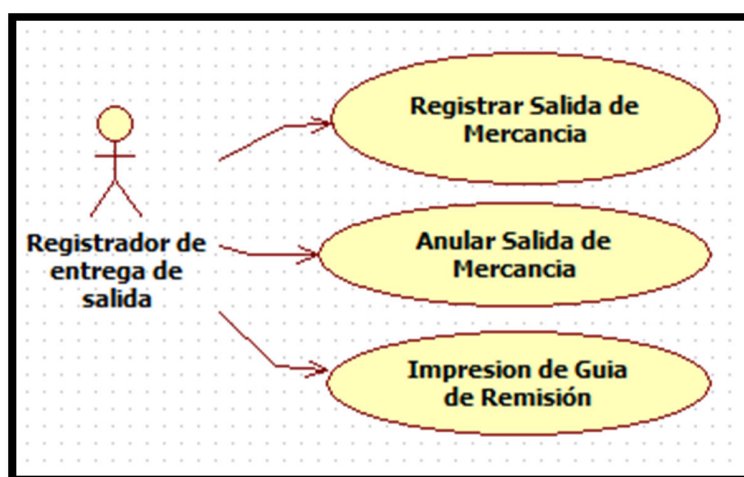 Registrar Salida de
Mercancia
Registrador de
entrega de
salida
Anular Salida de
Mercancia
Impresion de Guia
de Remisión